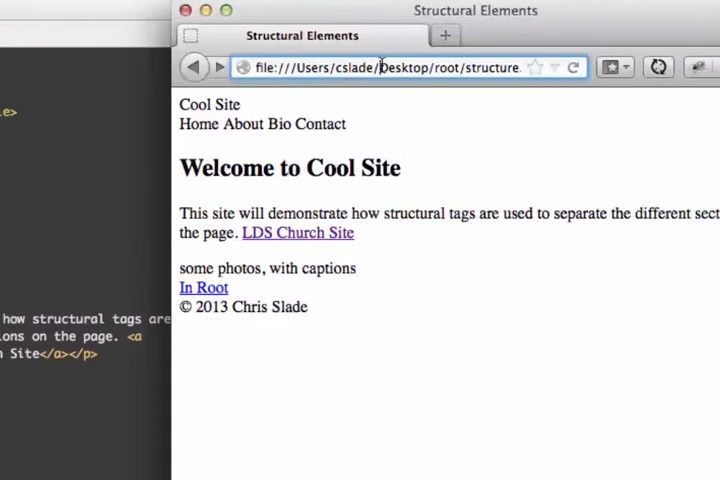 Structural Elements
Structural Elements
file:///Users/cslade/Desktop/root/structure.
Cool Site
Home About Bio Contact
Welcome to Cool Site
This site will demonstrate how structural tags are used to separate the different sect
the page. LDS Church Site
some photos, with captions
In Root
© 2013 Chris Slade
le>
how structural tags are
ions on the page. <a
h Site</a></p>